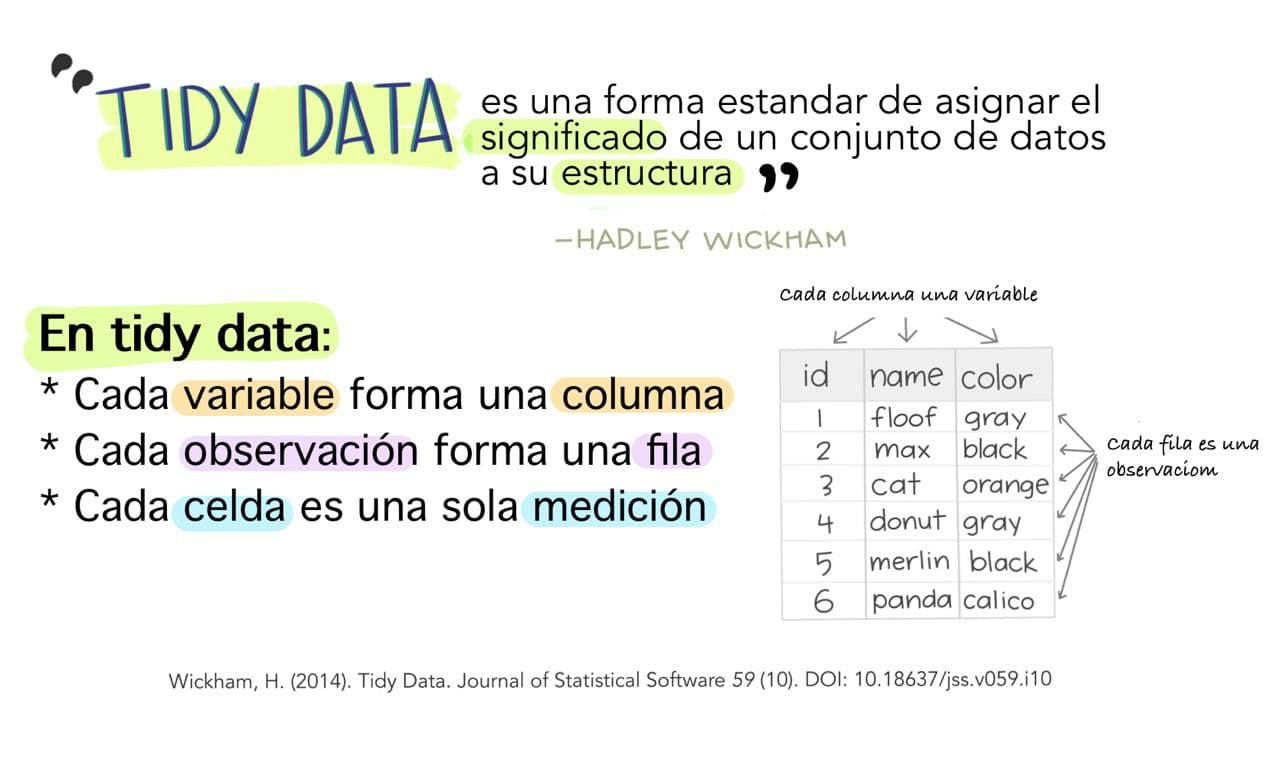 “TIDY DATA es una forma estandar de asignar el
significado de un conjunto de datos
a su estructura ”
–HADLEY WICKHAM
En tidy data:
* Cada variable forma una columna
* Cada observación forma una fila
* Cada celda es una sola medición
Cada columna una variable
id name color
1 floof gray
2 max black
3 cat orange
4 donut gray
5 merlin black
6 panda calico
Cada fila es una
observaciom
Wickham, H. (2014). Tidy Data. Journal of Statistical Software 59 (10). DOI: 10.18637/jss.v059.i10